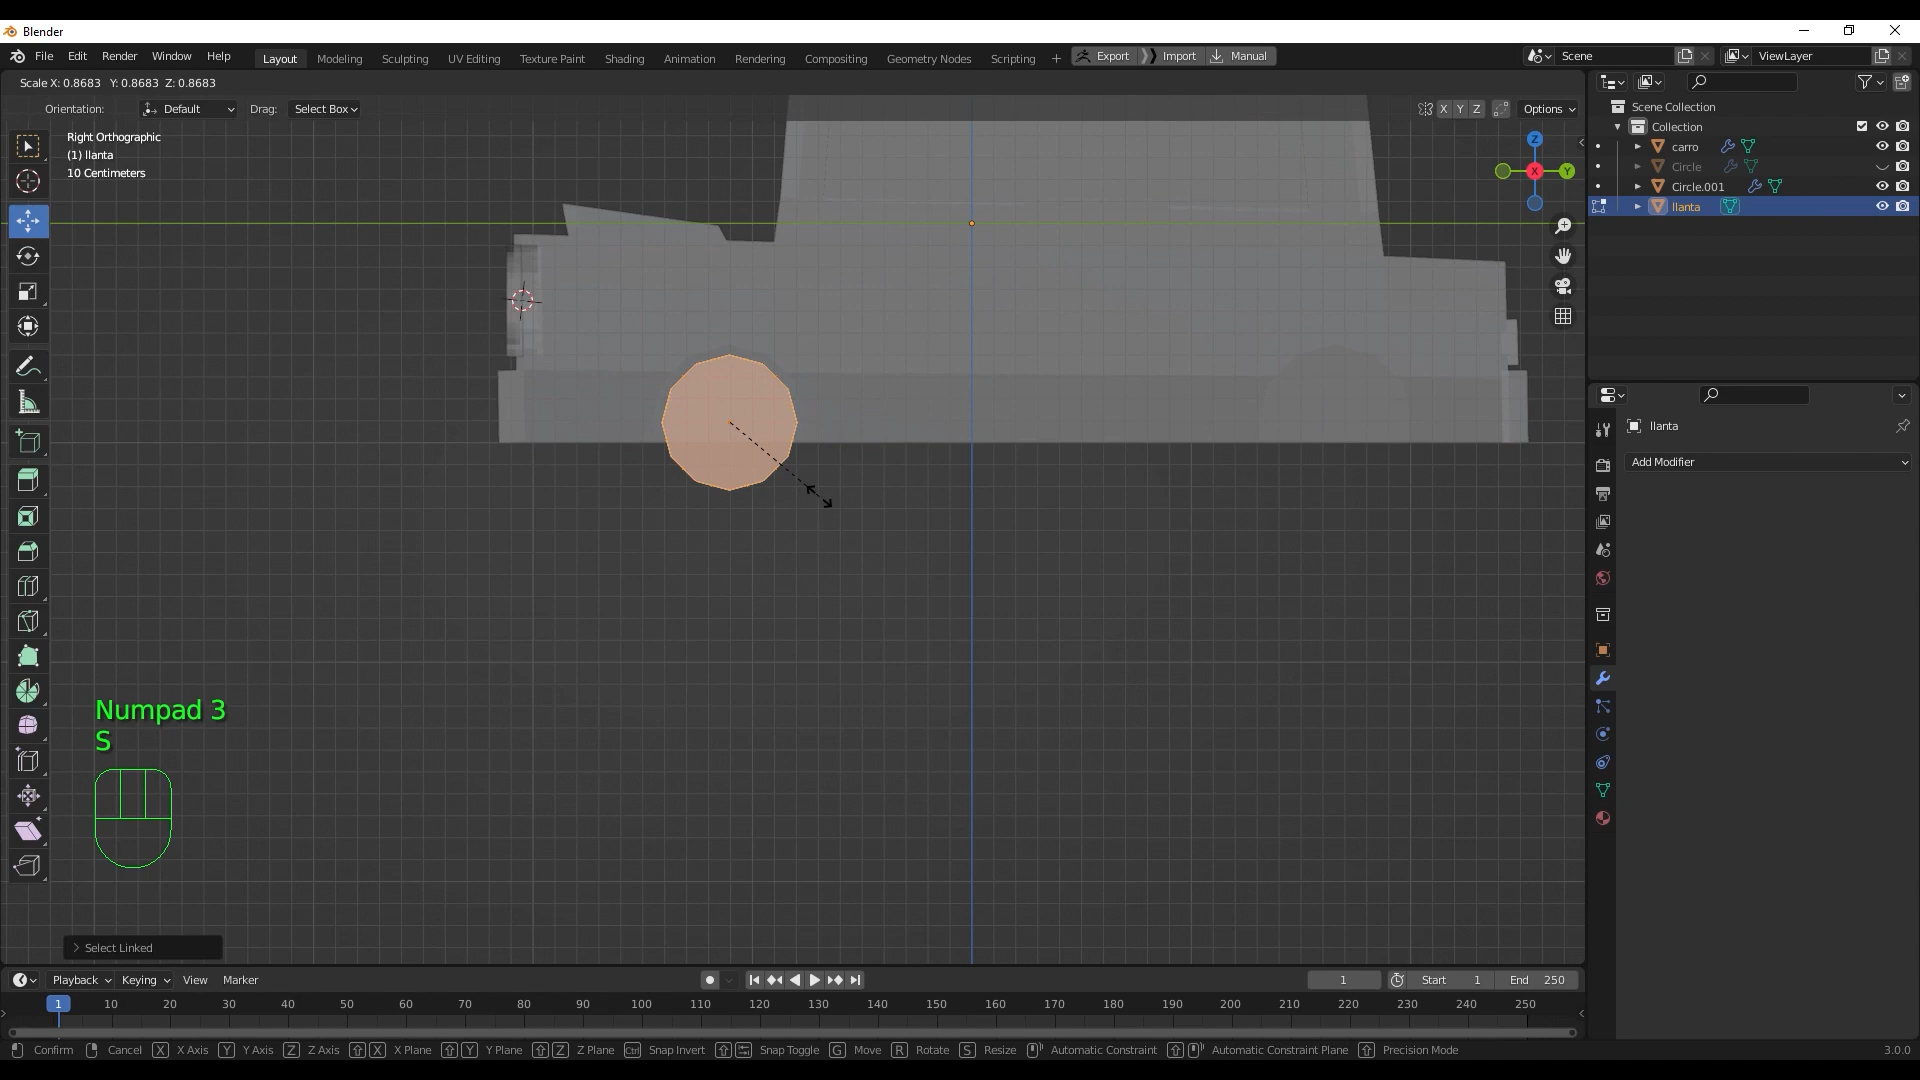 Blender
File Edit Render Window Help
Layout Modeling Sculpting UV Editing Texture Paint Shading Animation Rendering Compositing Geometry Nodes Scripting + Export Import Manual
Scene ViewLayer
Scale X: 0.8683 Y: 0.8683 Z: 0.8683
Orientation: Default Drag: Select Box
X Y Z Options
Right Orthographic
(1) llanta
10 Centimeters
Z
X
Y
Scene Collection
Collection
carro
Circle
Circle.001
llanta
llanta
Add Modifier
Numpad 3
S
Select Linked
Playback Keying View Marker
1 Start 1 End 250
1 10 20 30 40 50 60 70 80 90 100 110 120 130 140 150 160 170 180 190 200 210 220 230 240 250
Confirm Cancel X X Axis Y Y Axis Z Z Axis X X Plane Y Y Plane Z Z Plane Ctrl Snap Invert Snap Toggle G Move R Rotate S Resize Automatic Constraint Automatic Constraint Plane Precision Mode 3.0.0